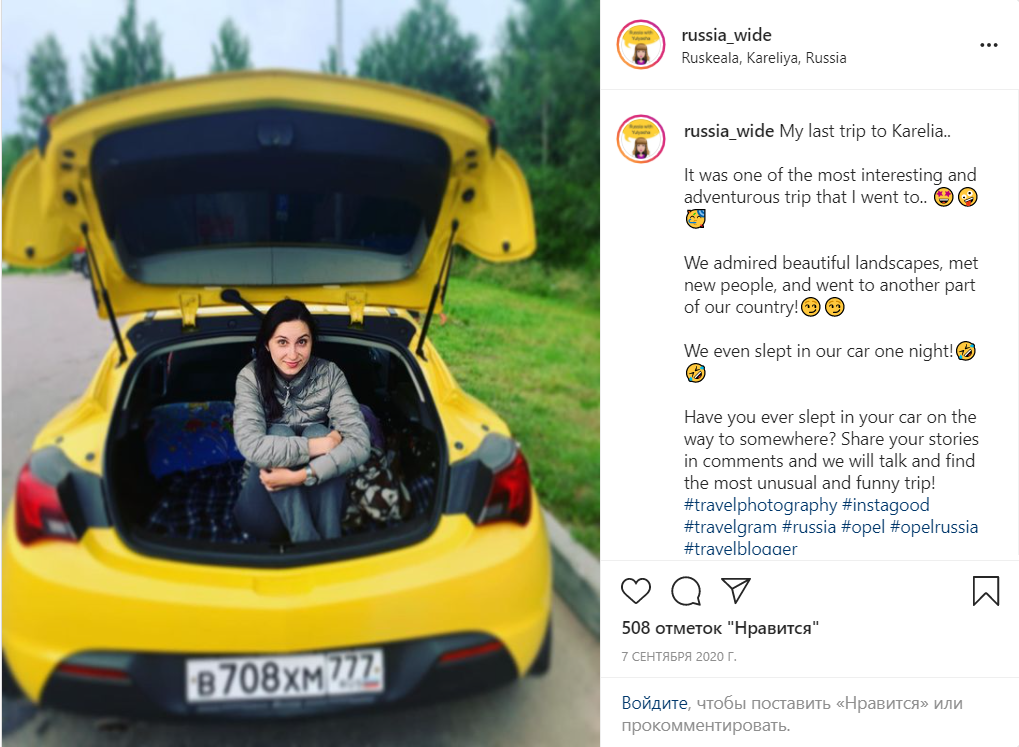 russia_wide
Ruskeala, Kareliya, Russia
russia_wide My last trip to Karelia..
It was one of the most interesting and
adventurous trip that I went to.. 🤩🤪
🥳
We admired beautiful landscapes, met
new people, and went to another part
of our country!😏😏
We even slept in our car one night!🤣
🤣
Have you ever slept in your car on the
way to somewhere? Share your stories
in comments and we will talk and find
the most unusual and funny trip!
#travelphotography #instagood
#travelgram #russia #opel #opelrussia
#travelblogger
508 отметок "Нравится"
7 СЕНТЯБРЯ 2020 Г.
Войдите, чтобы поставить «Нравится» или
прокомментировать.
В708ХМ 777
RUS